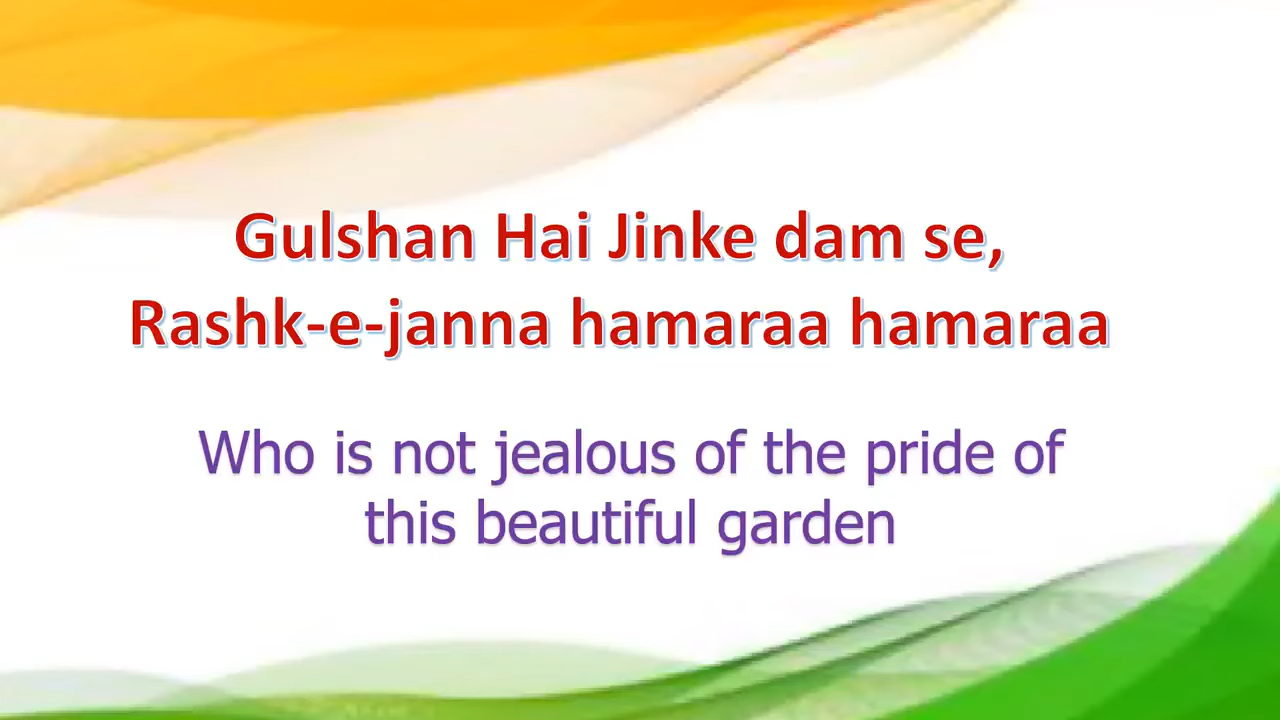 Gulshan Hai Jinke dam se,
Rashk-e-janna hamaraa hamaraa
Who is not jealous of the pride of
this beautiful garden